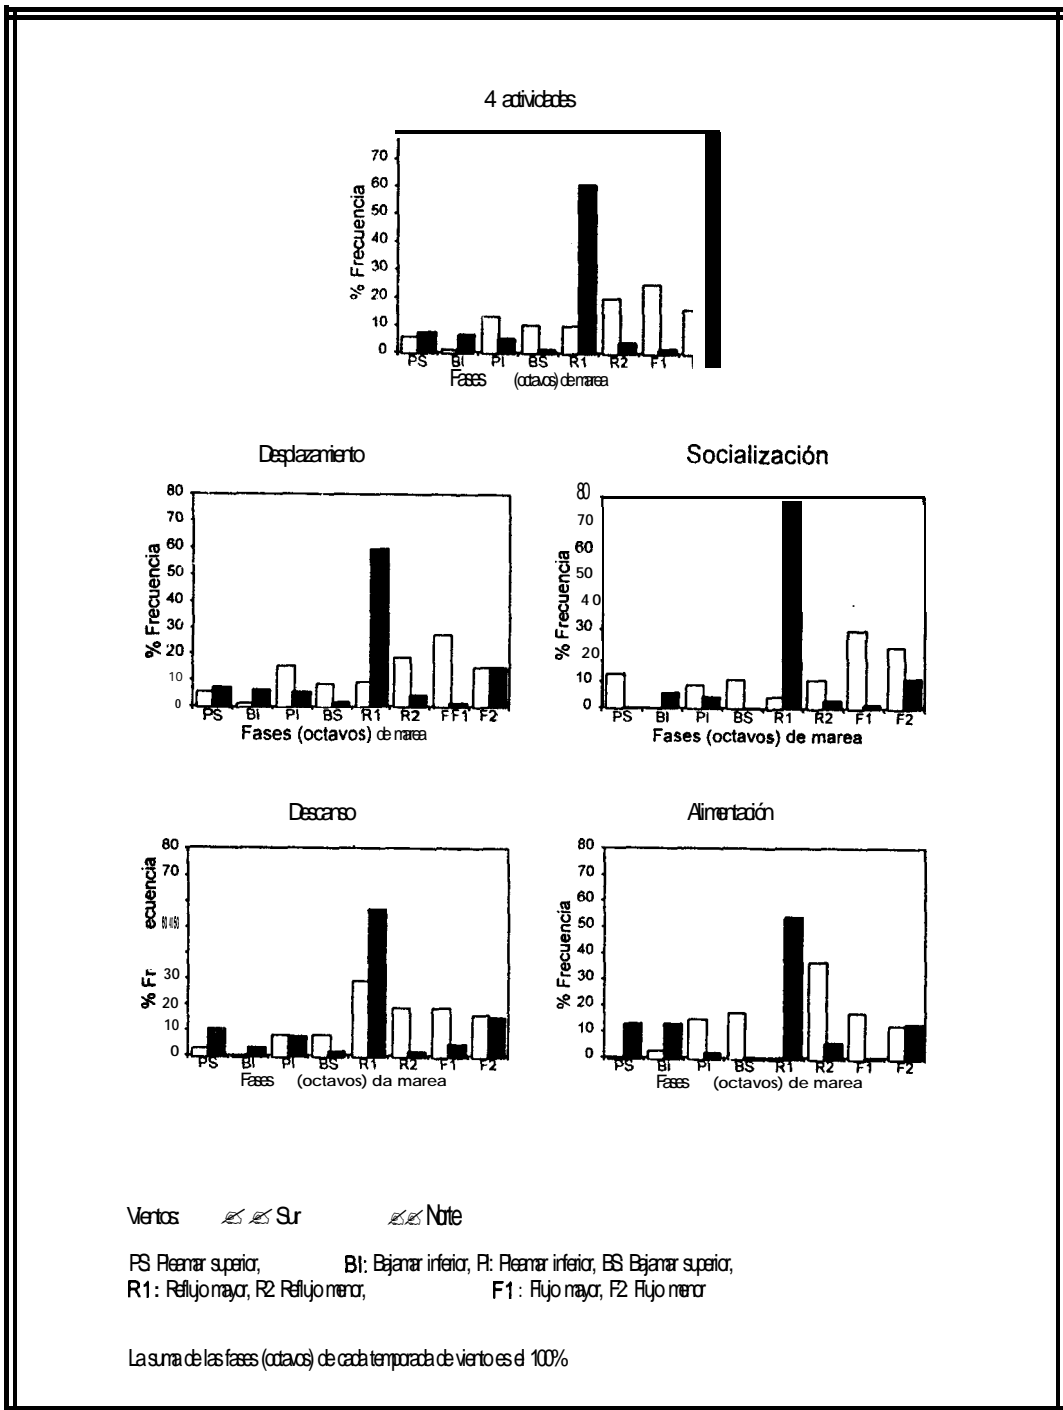 4 actividades
% Frecuencia
70
60
50
40
30
20
10
0
PS BI PI BS R1 R2 F1
Fases (octavos) de marea
Desplazamiento
% Frecuencia
80
70
60
50
40
30
20
10
0
PS BI PI BS R1 R2 FF1 F2
Fases (octavos) de marea
Socialización
% Frecuencia
80
70
60
50
40
30
20
10
0
PS BI PI BS R1 R2 F1 F2
Fases (octavos) de marea
Descanso
% Fr ecuencia
80
70
30
20
10
0
PS BI PI BS R1 R2 F1 F2
Fases (octavos) da marea
Alimentación
% Frecuencia
80
70
60
50
40
30
20
10
0
PS BI PI BS R1 R2 F1 F2
Fases (octavos) de marea
Vientos: Sur Norte
PS: Pleamar superior, BI: Bajamar inferior, PI: Pleamar inferior, BS: Bajamar superior,
R1: Reflujo mayor, R2: Reflujo menor, F1: Flujo mayor, F2: Flujo menor
La suma de las fases (octavos) de cada temporada de viento es el 100%